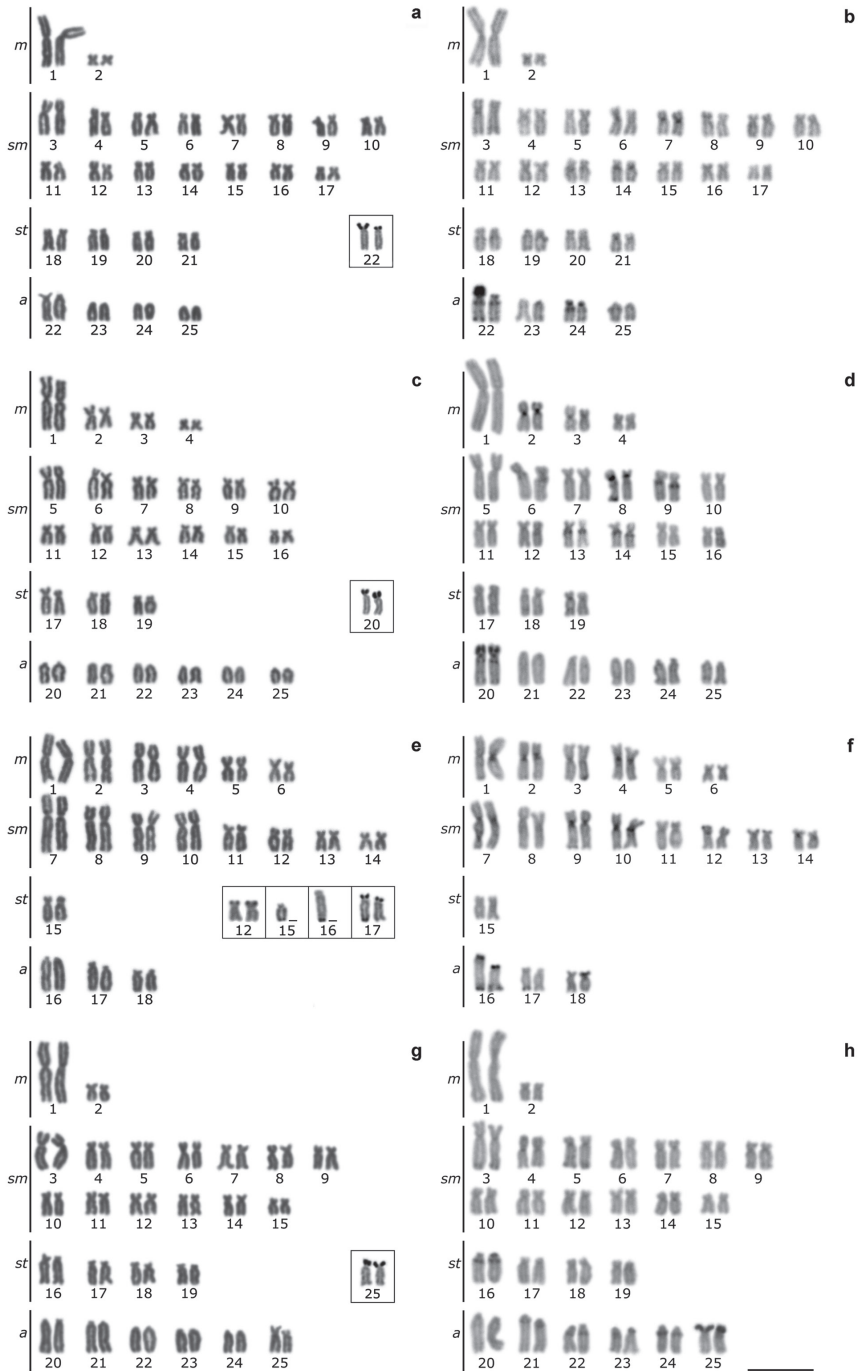 a
m
1 2
sm
3 4 5 6 7 8 9 10
11 12 13 14 15 16 17
st
18 19 20 21
22
a
22 23 24 25
b
m
1 2
sm
3 4 5 6 7 8 9 10
11 12 13 14 15 16 17
st
18 19 20 21
a
22 23 24 25
c
m
1 2 3 4
sm
5 6 7 8 9 10
11 12 13 14 15 16
st
17 18 19
20
a
20 21 22 23 24 25
d
m
1 2 3 4
sm
5 6 7 8 9 10
11 12 13 14 15 16
st
17 18 19
a
20 21 22 23 24 25
e
m
1 2 3 4 5 6
sm
7 8 9 10 11 12 13 14
st
15
12 15 16 17
a
16 17 18
f
m
1 2 3 4 5 6
sm
7 8 9 10 11 12 13 14
st
15
a
16 17 18
g
m
1 2
sm
3 4 5 6 7 8 9
10 11 12 13 14 15
st
16 17 18 19
25
a
20 21 22 23 24 25
h
m
1 2
sm
3 4 5 6 7 8 9
10 11 12 13 14 15
st
16 17 18 19
a
20 21 22 23 24 25